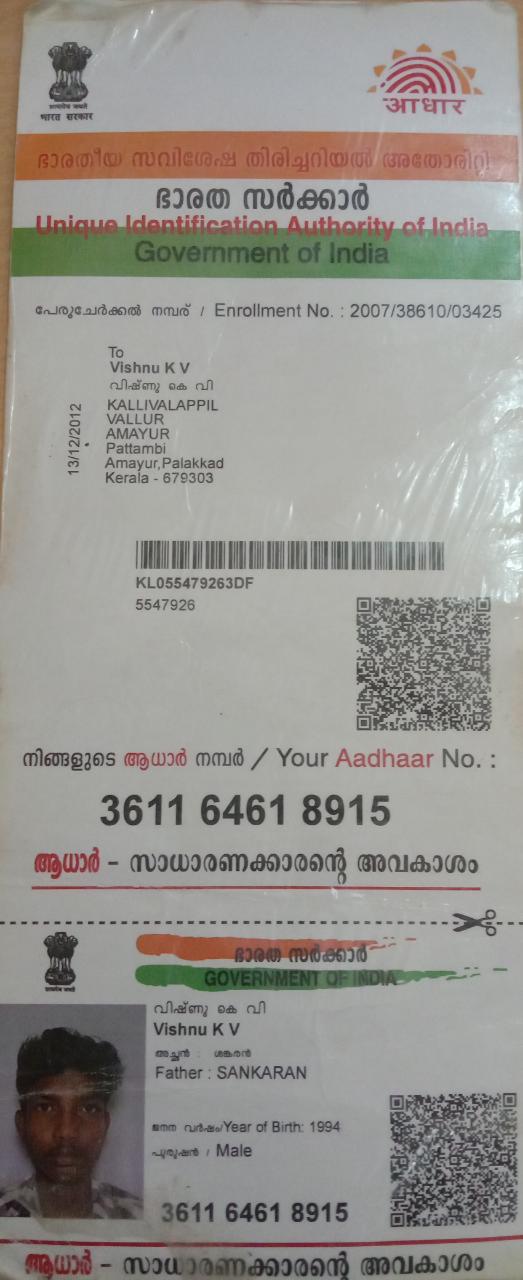 सत्यमेव जयते
भारत सरकार
आधार
ഭാരതീയ സവിശേഷ തിരിച്ചറിയൽ അതോരിറ്റി
ഭാരത സർക്കാർ
Unique Identification Authority of India
Government of India
പേരുചേർക്കൽ നമ്പര് / Enrollment No. : 2007/38610/03425
To
Vishnu K V
വിഷ്ണു കെ വി
KALLIVALAPPIL
VALLUR
AMAYUR
Pattambi
Amayur,Palakkad
Kerala - 679303
13/12/2012
KL055479263DF
5547926
നിങ്ങളുടെ ആധാർ നമ്പർ / Your Aadhaar No. :
3611 6461 8915
ആധാർ - സാധാരണക്കാരന്റെ അവകാശം
ഭാരത സർക്കാർ
GOVERNMENT OF INDIA
വിഷ്ണു കെ വി
Vishnu K V
അച്ഛൻ : ശങ്കരൻ
Father : SANKARAN
ജനന വർഷം/Year of Birth: 1994
പുരുഷൻ / Male
3611 6461 8915
ആധാർ - സാധാരണക്കാരന്റെ അവകാശം